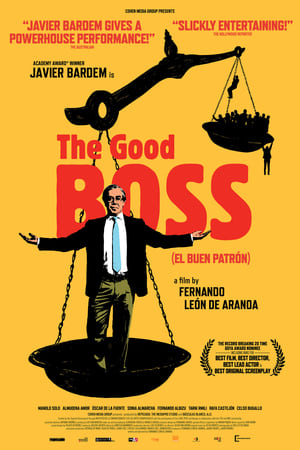 COHEN MEDIA GROUP PRESENTS
"JAVIER BARDEM GIVES A
POWERHOUSE PERFORMANCE!"
THE AUSTRALIAN
"SLICKLY ENTERTAINING!"
THE HOLLYWOOD REPORTER
ACADEMY AWARD® WINNER
JAVIER BARDEM is
The Good
BOSS
(EL BUEN PATRÓN)
a film by
FERNANDO
LEÓN DE ARANOA
THE RECORD BREAKING 20 TIME
GOYA AWARD NOMINEE
INCLUDING
BEST FILM, BEST DIRECTOR,
BEST LEAD ACTOR &
BEST ORIGINAL SCREENPLAY
MANOLO SOLO ALMUDENA AMOR ÓSCAR DE LA FUENTE SONIA ALMARCHA FERNANDO ALBIZU TARIK RMILI RAFA CASTEJÓN CELSO BUGALLO